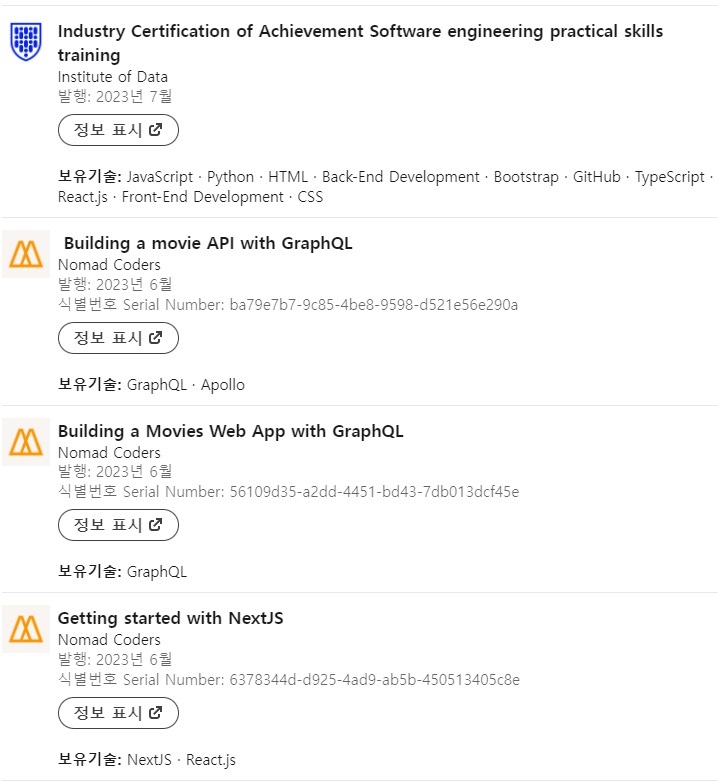 Industry Certification of Achievement Software engineering practical skills
training
Institute of Data
발행: 2023년 7월
정보 표시
보유기술: JavaScript · Python · HTML · Back-End Development · Bootstrap · GitHub · TypeScript ·
React.js · Front-End Development · CSS
Building a movie API with GraphQL
Nomad Coders
발행: 2023년 6월
식별번호 Serial Number: ba79e7b7-9c85-4be8-9598-d521e56e290a
정보 표시
보유기술: GraphQL · Apollo
Building a Movies Web App with GraphQL
Nomad Coders
발행: 2023년 6월
식별번호 Serial Number: 56109d35-a2dd-4451-bd43-7db013dcf45e
정보 표시
보유기술: GraphQL
Getting started with NextJS
Nomad Coders
발행: 2023년 6월
식별번호 Serial Number: 6378344d-d925-4ad9-ab5b-450513405c8e
정보 표시
보유기술: NextJS · React.js